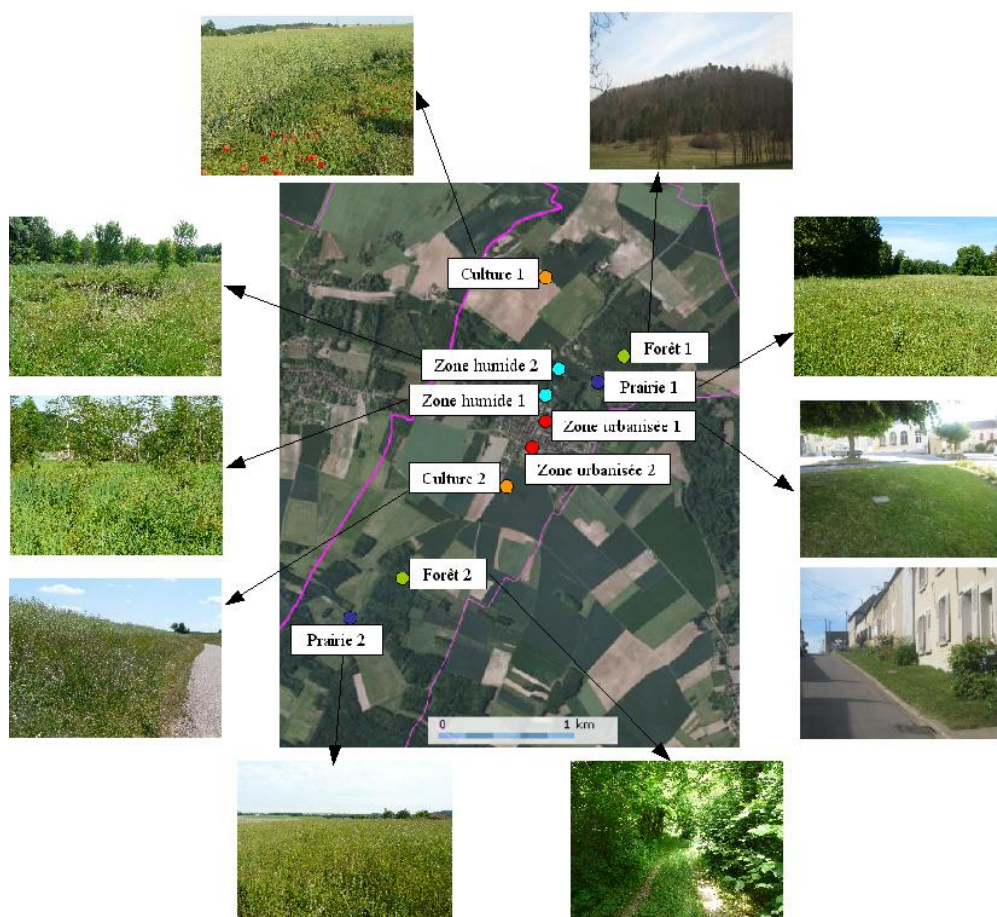 Culture 1
Forêt 1
Zone humide 2
Prairie 1
Zone humide 1
Zone urbanisée 1
Zone urbanisée 2
Culture 2
Forêt 2
Prairie 2
0 1 km